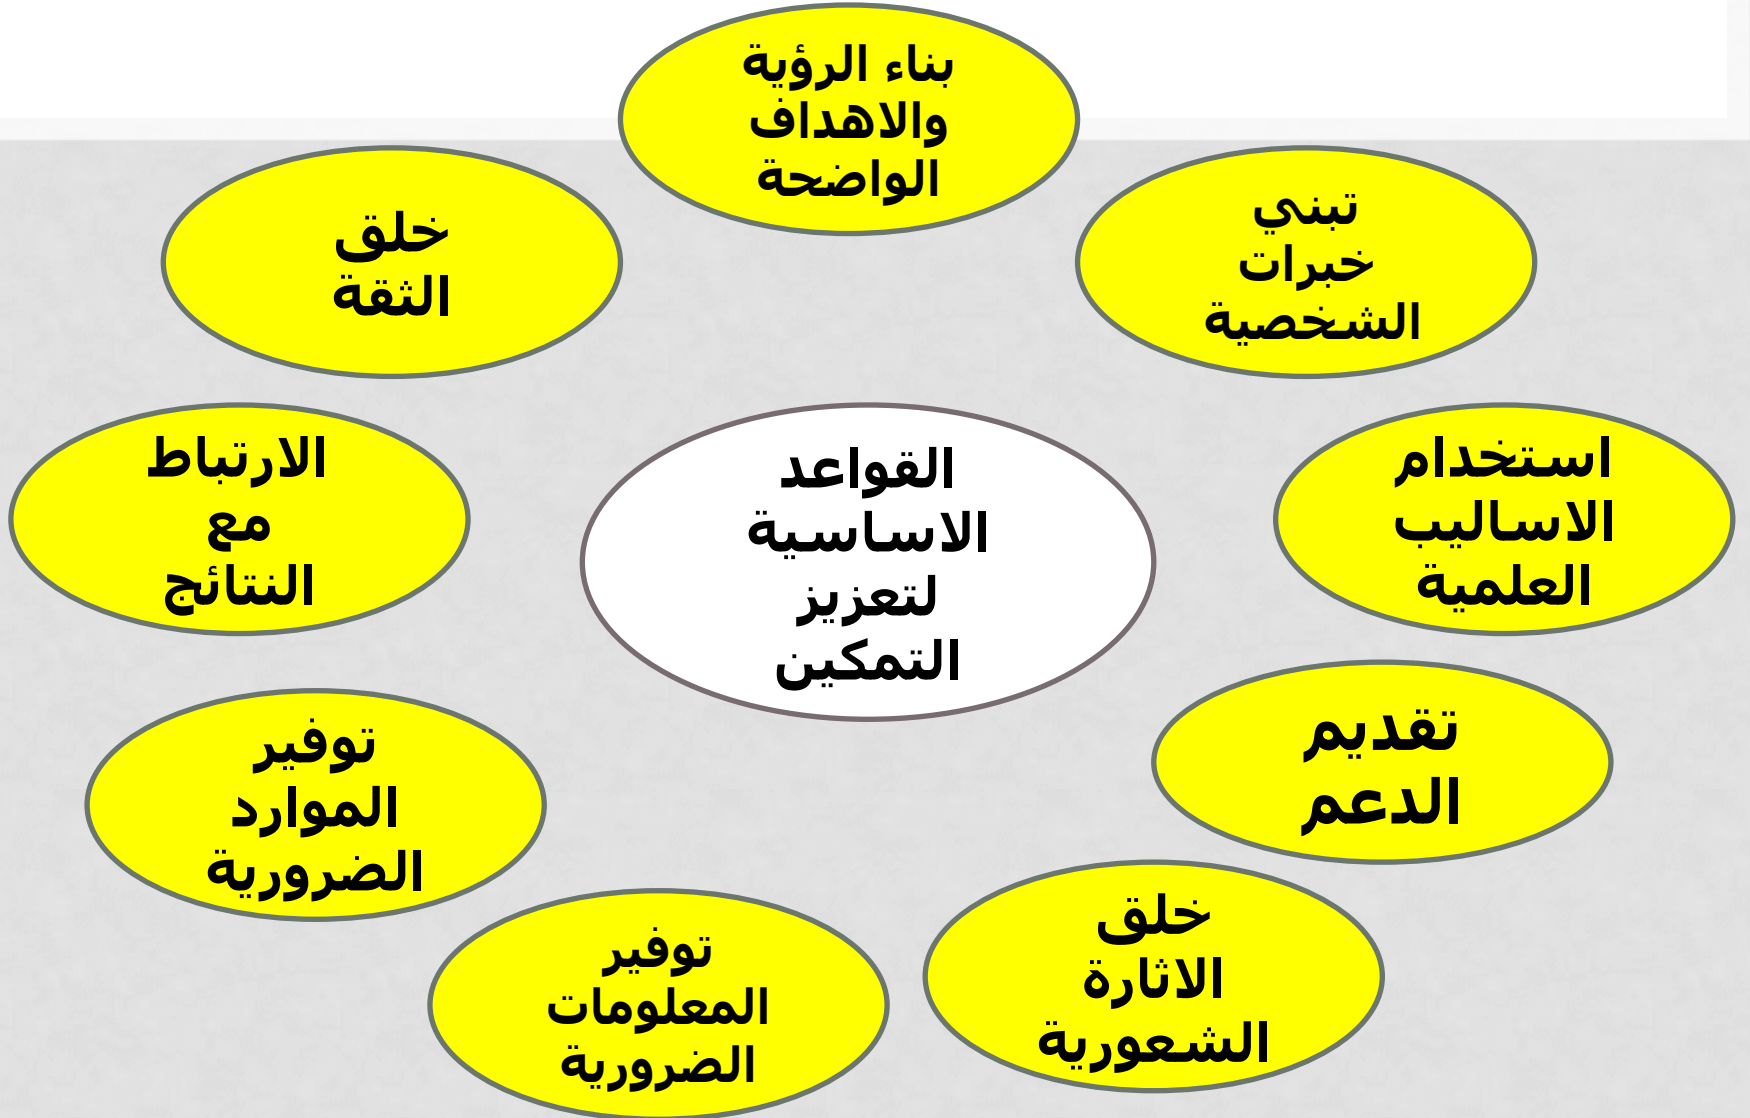 بناء الرؤية
والاهداف
الواضحة
تبني
خبرات
الشخصية
خلق
الثقة
استخدام
الاساليب
العلمية
القواعد
الاساسية
لتعزيز
التمكين
الارتباط
مع
النتائج
تقديم
الدعم
توفير
الموارد
الضرورية
خلق
الاثارة
الشعورية
توفير
المعلومات
الضرورية